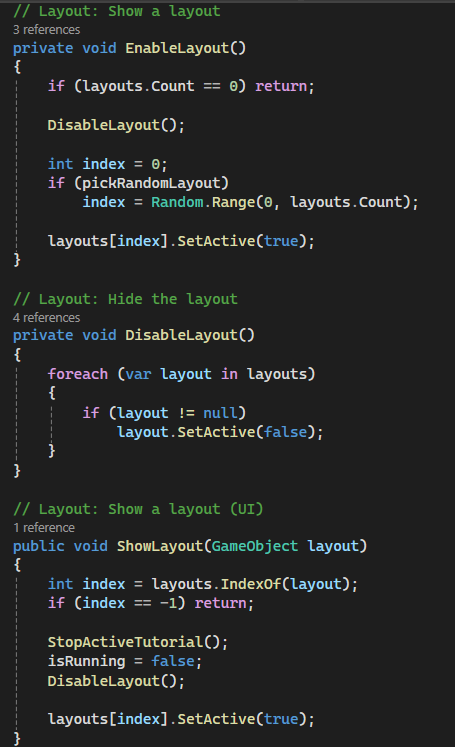 // Layout: Show a layout
3 references
private void EnableLayout()
{
    if (layouts.Count == 0) return;
    DisableLayout();
    int index = 0;
    if (pickRandomLayout)
        index = Random.Range(0, layouts.Count);
    layouts[index].SetActive(true);
}
// Layout: Hide the layout
4 references
private void DisableLayout()
{
    foreach (var layout in layouts)
    {
        if (layout != null)
            layout.SetActive(false);
    }
}
// Layout: Show a layout (UI)
1 reference
public void ShowLayout(GameObject layout)
{
    int index = layouts.IndexOf(layout);
    if (index == -1) return;
    StopActiveTutorial();
    isRunning = false;
    DisableLayout();
    layouts[index].SetActive(true);
}